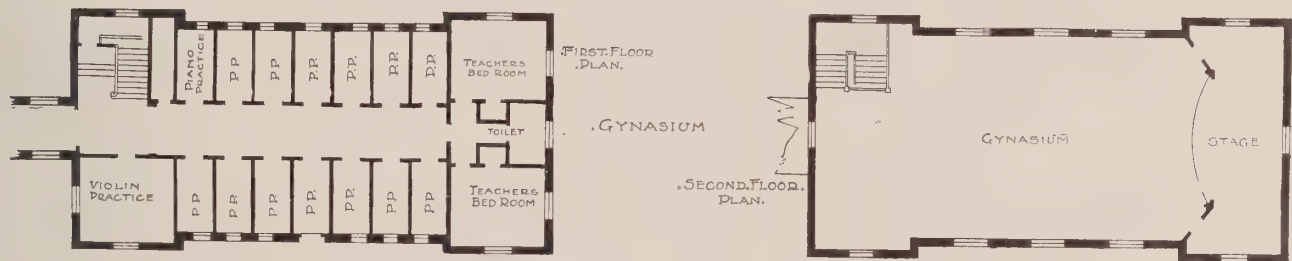 PIANO
PRACTICE
P.P.
P.P.
P.P.
P.P.
P.P.
P.P.
TEACHERS
BED ROOM
TOILET
VIOLIN
PRACTICE
P.P.
P.P.
P.P.
P.P.
P.P.
P.P.
P.P.
TEACHERS
BED ROOM
.FIRST.FLOOR
.PLAN.
.GYNASIUM
.SECOND.FLOOR.
PLAN.
GYNASIUM
STAGE